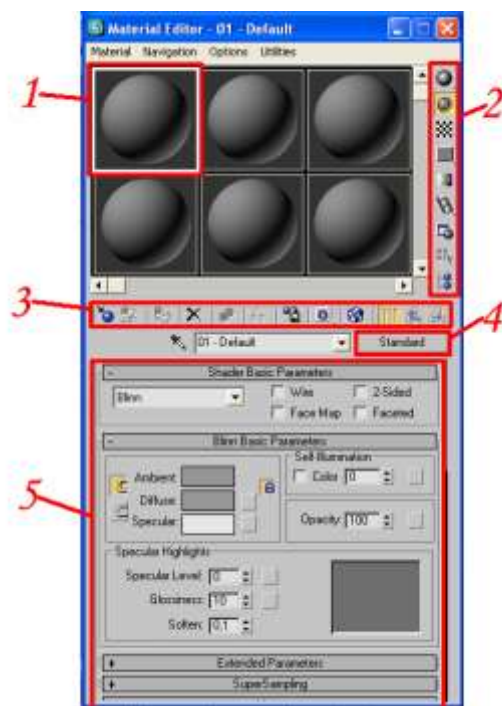 Material Editor - 01 - Default
Material Navigation Options Utilities
1
2
3
4
01 - Default
Standard
5
Shader Basic Parameters
Blinn
Wire
2-Sided
Face Map
Faceted
Blinn Basic Parameters
Self-Illumination
Ambient:
Color
0
Diffuse:
Specular:
Opacity: 100
Specular Highlights
Specular Level: 0
Glossiness: 10
Soften: 0.1
+ Extended Parameters
+ SuperSampling